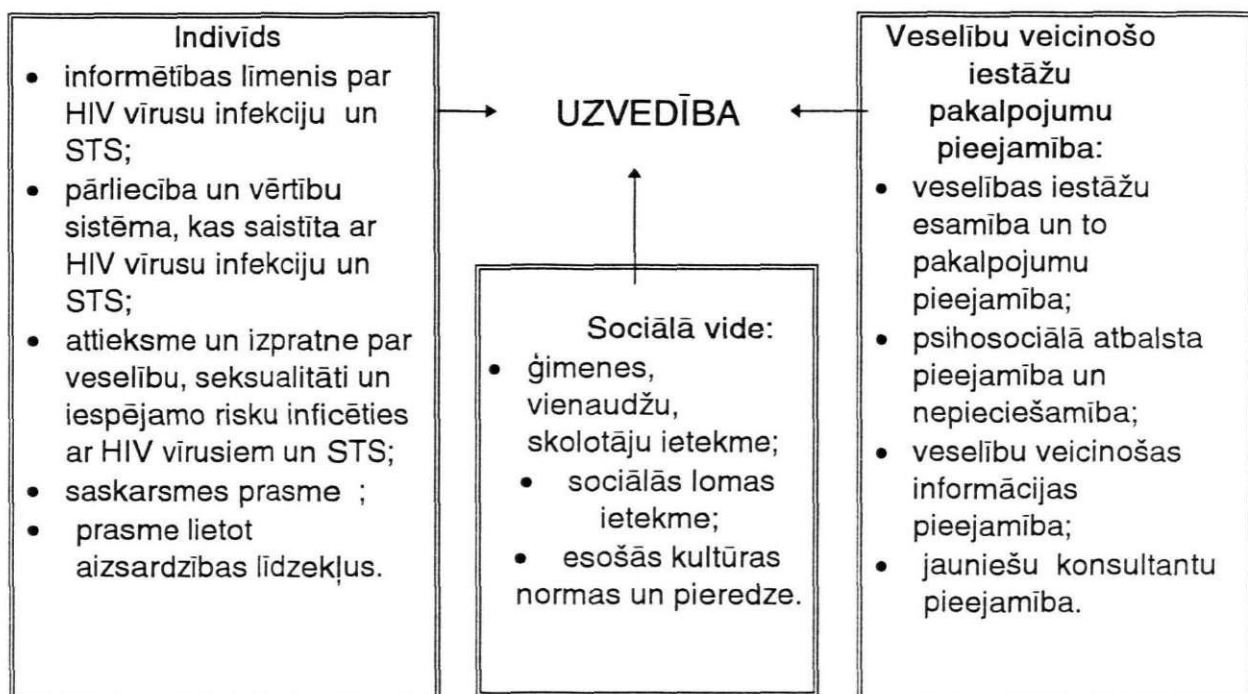 Indivīds
• informētības līmenis par
HIV vīrusu infekciju un
STS;
• pārliecība un vērtību
sistēma, kas saistīta ar
HIV vīrusu infekciju un
STS;
• attieksme un izpratne par
veselību, seksualitāti un
iespējamo risku inficēties
ar HIV vīrusiem un STS;
• saskarsmes prasme ;
• prasme lietot
aizsardzības līdzekļus.
UZVEDĪBA
Sociālā vide:
• ģimenes,
vienaudžu,
skolotāju ietekme;
• sociālās lomas
ietekme;
• esošās kultūras
normas un pieredze.
Veselību veicinošo
iestāžu
pakalpojumu
pieejamība:
• veselības iestāžu
esamība un to
pakalpojumu
pieejamība;
• psihosociālā atbalsta
pieejamība un
nepieciešamība;
• veselību veicinošas
informācijas
pieejamība;
• jauniešu konsultantu
pieejamība.